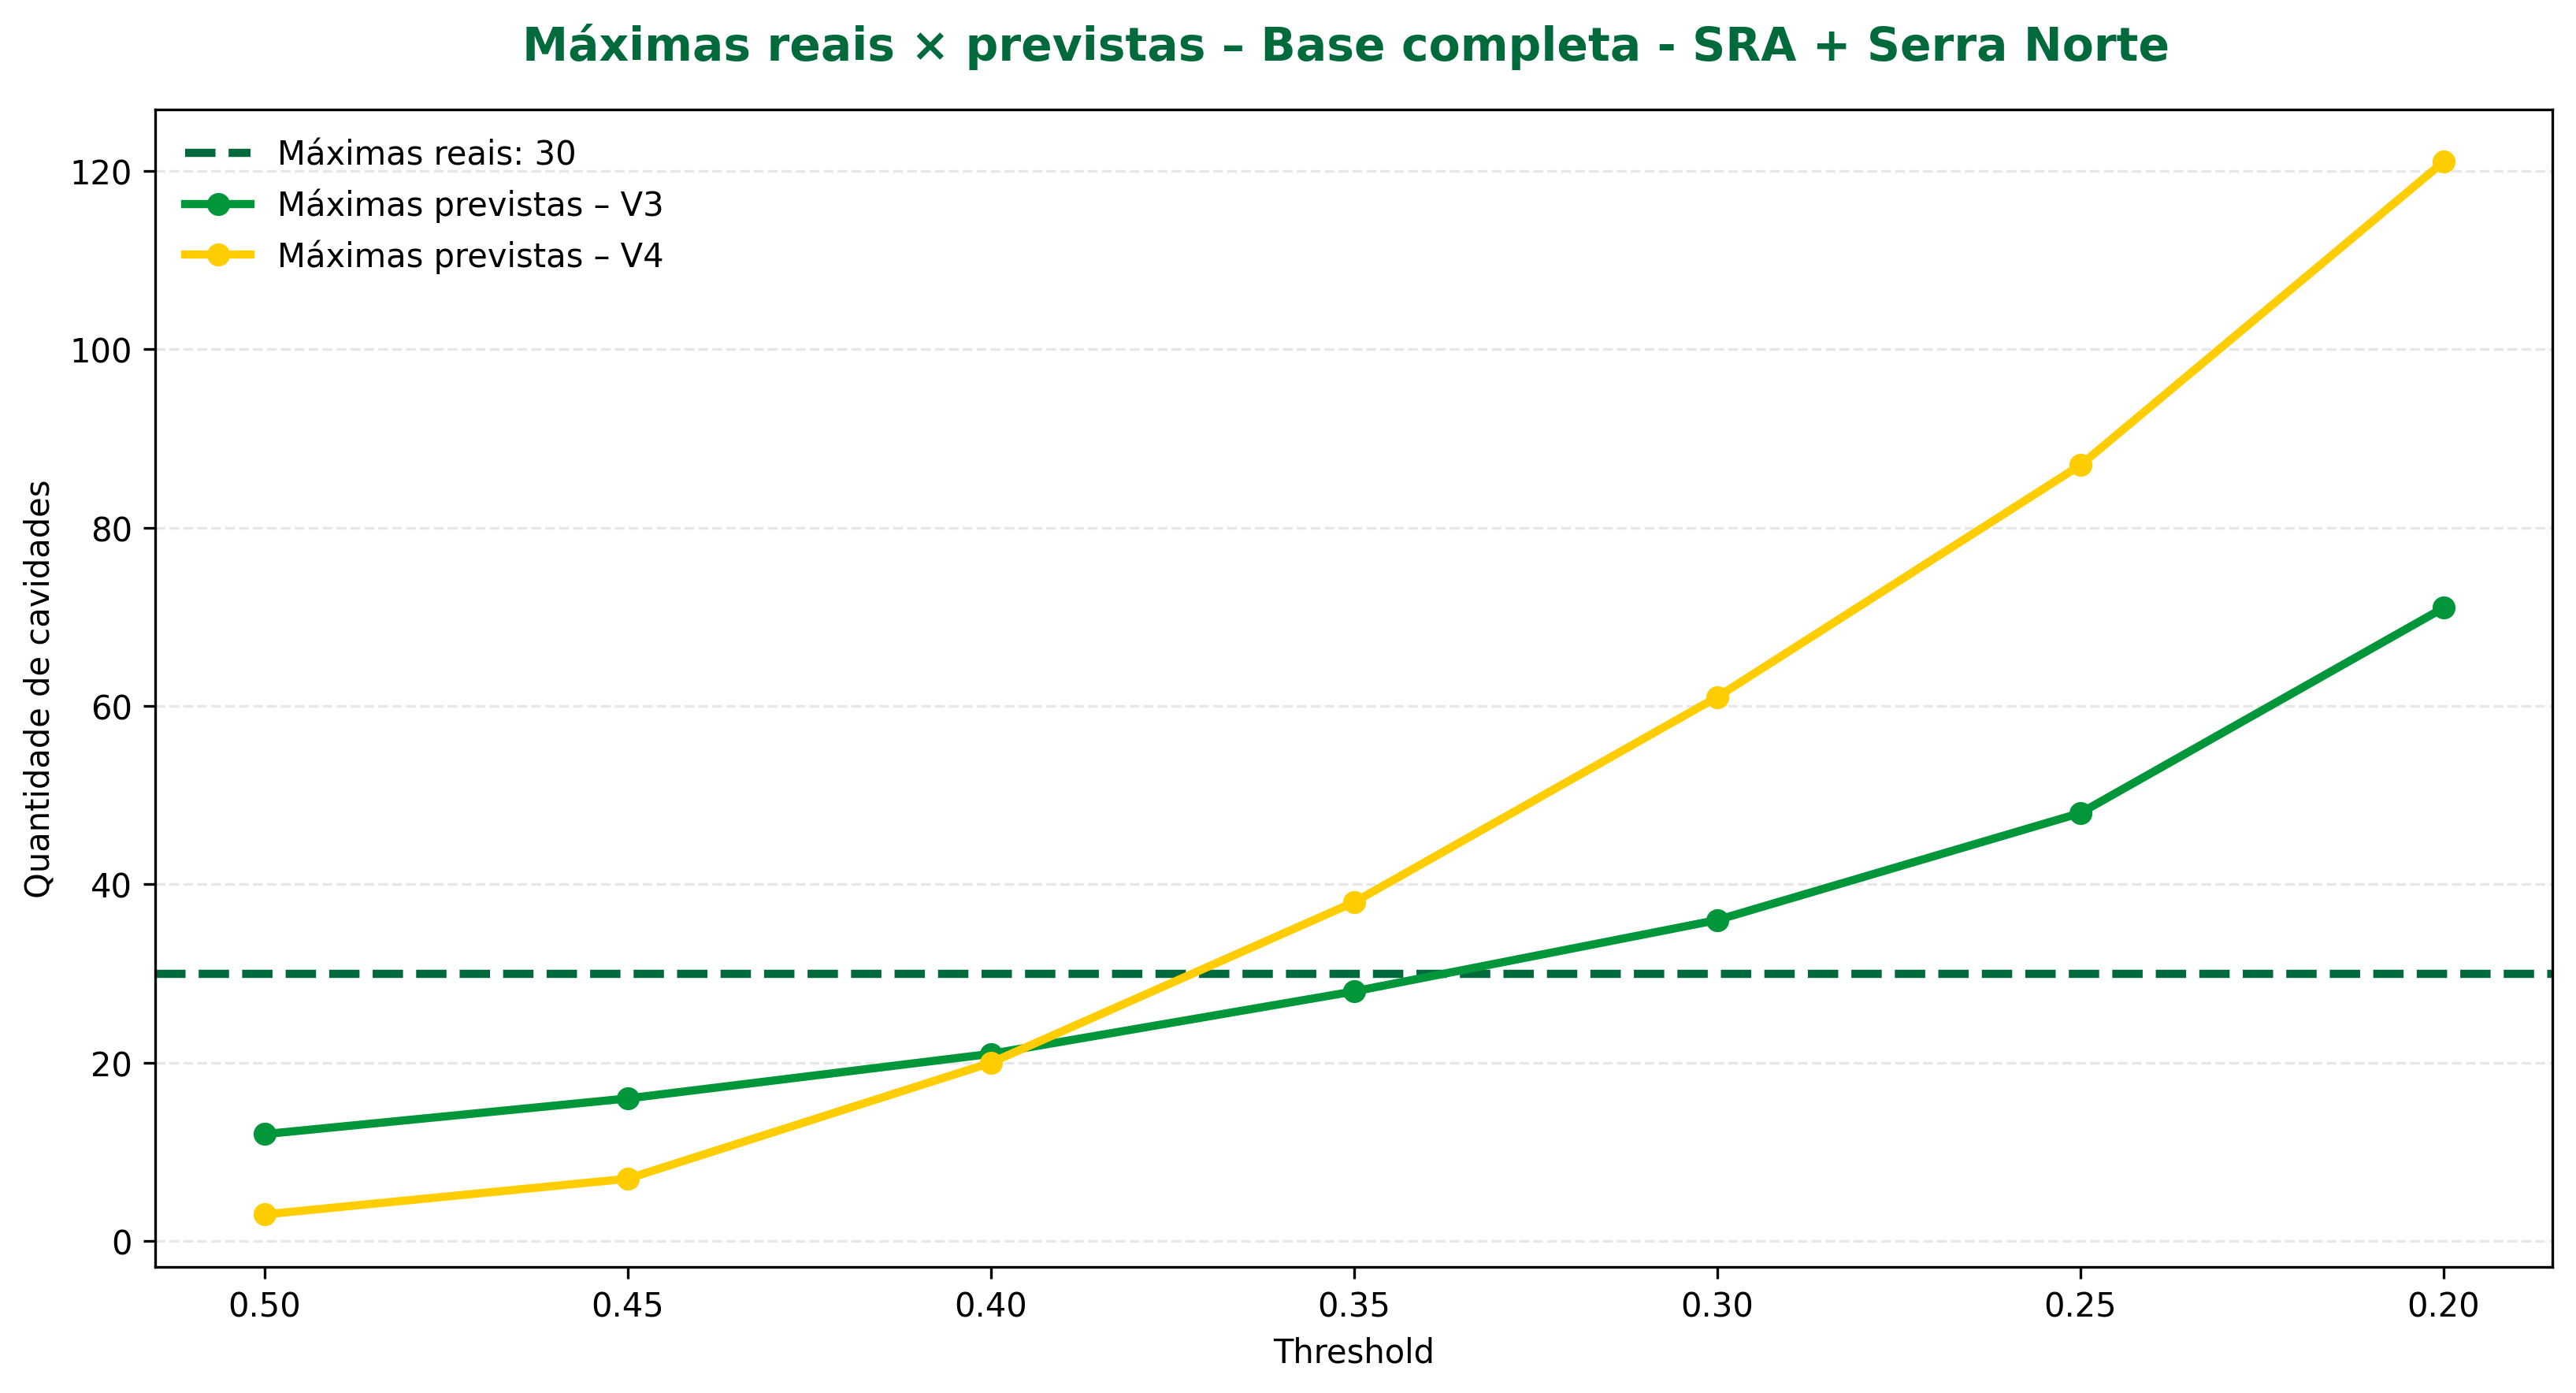 Máximas reais × previstas – Base completa - SRA + Serra Norte
Máximas reais: 30
Máximas previstas – V3
Máximas previstas – V4
120
100
80
60
40
20
0
Quantidade de cavidades
0.50 0.45 0.40 0.35 0.30 0.25 0.20
Threshold